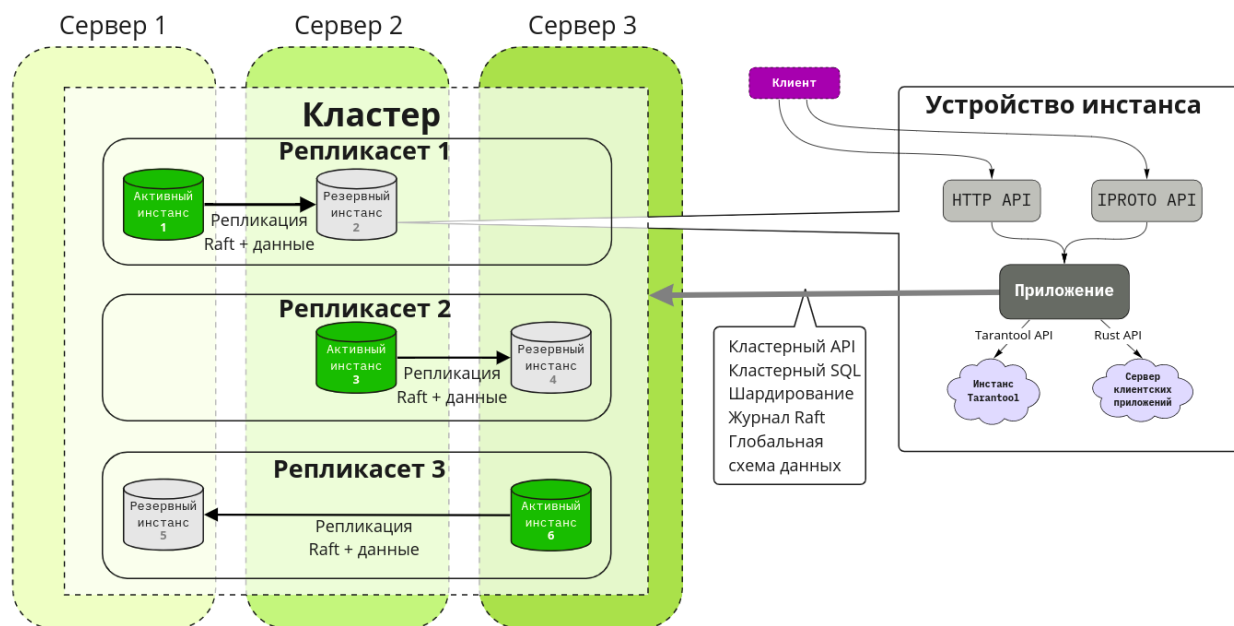 Сервер 1
Сервер 2
Сервер 3
Кластер
Репликасет 1
Активный
инстанс
1
Репликация
Raft + данные
Резервный
инстанс
2
Репликасет 2
Активный
инстанс
3
Репликация
Raft + данные
Резервный
инстанс
4
Репликасет 3
Резервный
инстанс
5
Репликация
Raft + данные
Активный
инстанс
6
Клиент
Устройство инстанса
HTTP API
IPROTO API
Приложение
Tarantool API
Rust API
Инстанс
Tarantool
Сервер
клиентских
приложений
Кластерный API
Кластерный SQL
Шардирование
Журнал Raft
Глобальная
схема данных